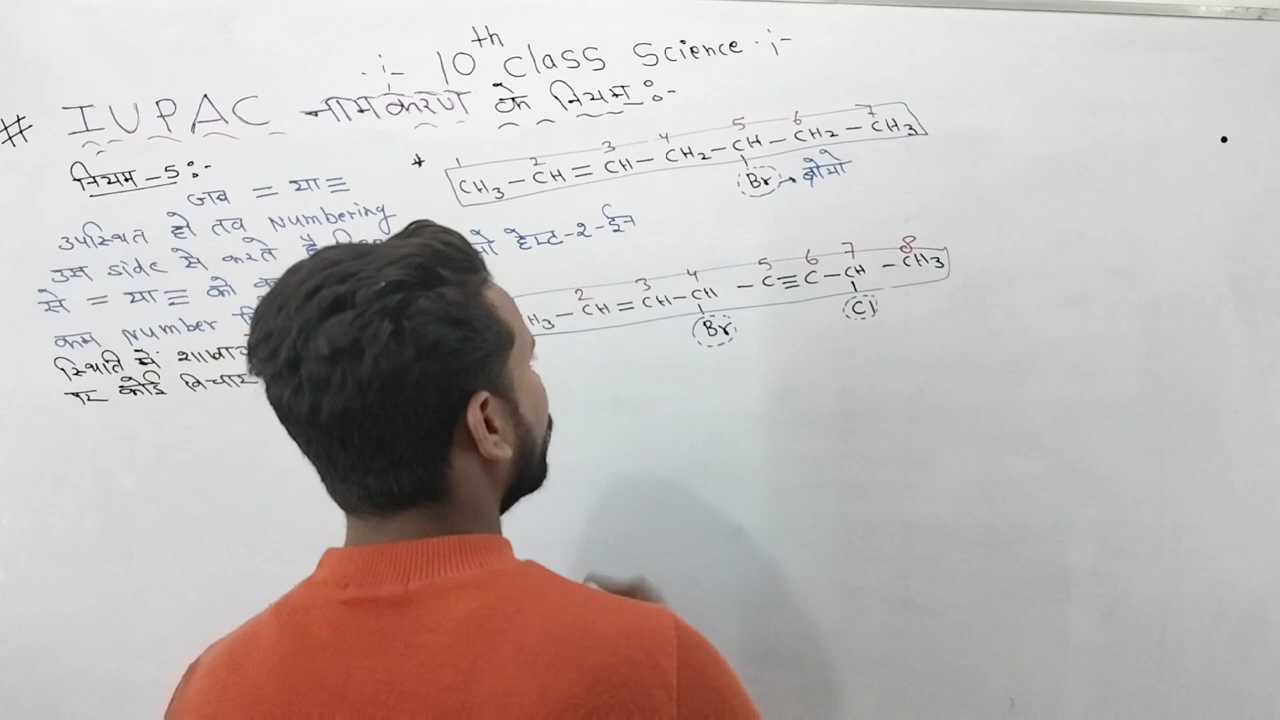 :- 10th class Science :-
# IUPAC नामकरण के नियम :-
नियम -5 :-
जब = या ≡
उपस्थित हो तब Numbering
उस side से करते है
से = या ≡ को
कम Number
स्थिति में
पर कोई विचार
* 1 2 3 4 5 6 7
CH3 – CH = CH – CH2 – CH – CH2 – CH3
Br → ब्रोमो
मो हेप्ट-2-ईन
2 3 4 5 6 7 8
H3 – CH = CH – CH – C ≡ C – CH – CH3
Br Cl